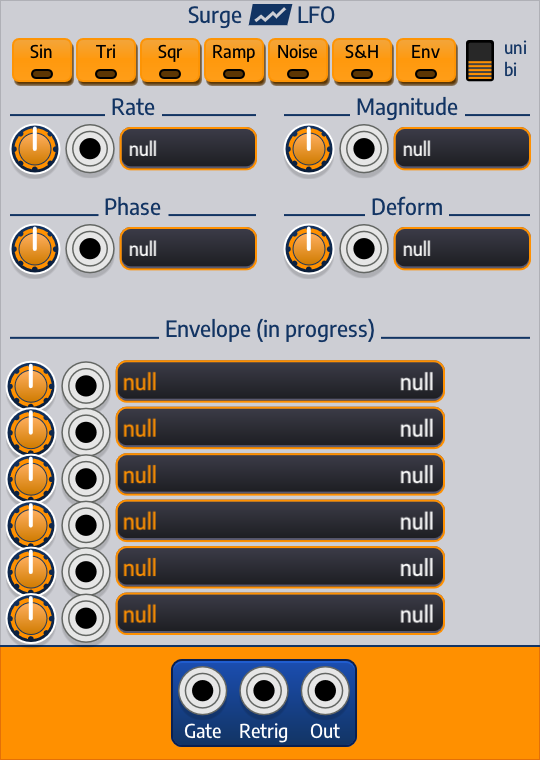 Surge LFO
Sin Tri Sqr Ramp Noise S&H Env uni
bi
Rate Magnitude
null null
Phase Deform
null null
Envelope (in progress)
null null
null null
null null
null null
null null
null null
Gate Retrig Out